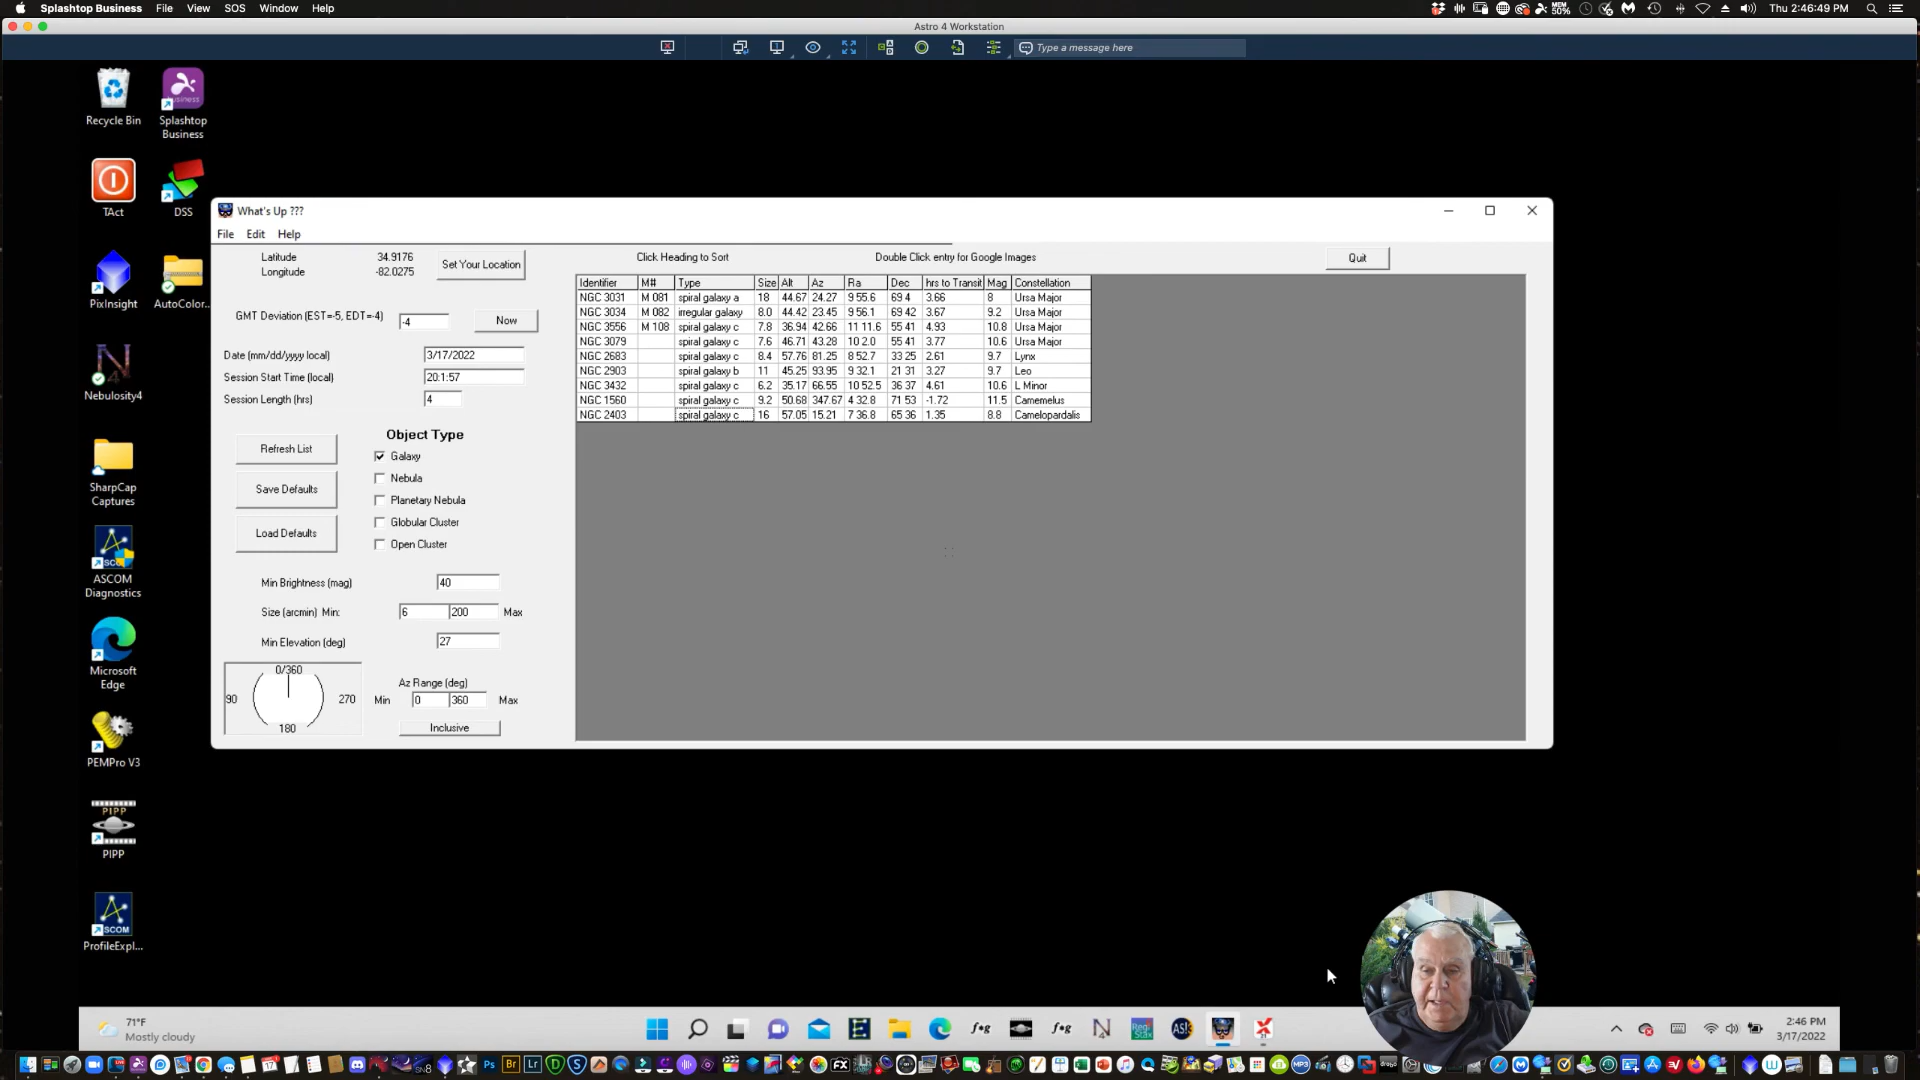 Splashtop Business File View SOS Window Help MEM 50% Thu 2:46:49 PM
Astro 4 Workstation
Type a message here
Recycle Bin
Splashtop Business
TAct
DSS
PixInsight
AutoColor...
Nebulosity4
SharpCap Captures
ASCOM Diagnostics
Microsoft Edge
PEMPro V3
PIPP
PIPP
ProfileExpl...
What's Up ???
File Edit Help
Latitude 34.9176
Longitude -82.0275
Set Your Location
Click Heading to Sort
Double Click entry for Google Images
Quit
GMT Deviation (EST=-5, EDT=-4) -4 Now
Date (mm/dd/yyyy local) 3/17/2022
Session Start Time (local) 20:1:57
Session Length (hrs) 4
Refresh List
Save Defaults
Load Defaults
Object Type
Galaxy
Nebula
Planetary Nebula
Globular Cluster
Open Cluster
Min Brightness (mag) 40
Size (arcmin) Min: 6 200 Max
Min Elevation (deg) 27
0/360
90 270
180
Az Range (deg)
Min 0 360 Max
Inclusive
Identifier M# Type Size Alt Az Ra Dec hrs to Transit Mag Constellation
NGC 3031 M 081 spiral galaxy a 18 44.67 24.27 9 55.6 69 4 3.66 8 Ursa Major
NGC 3034 M 082 irregular galaxy 8.0 44.42 23.45 9 56.1 69 42 3.67 9.2 Ursa Major
NGC 3556 M 108 spiral galaxy c 7.8 36.94 42.66 11 11.6 55 41 4.93 10.8 Ursa Major
NGC 3079 spiral galaxy c 7.6 46.71 43.28 10 2.0 55 41 3.77 10.6 Ursa Major
NGC 2683 spiral galaxy c 8.4 57.76 81.25 8 52.7 33 25 2.61 9.7 Lynx
NGC 2903 spiral galaxy b 11 45.25 93.95 9 32.1 21 31 3.27 9.7 Leo
NGC 3432 spiral galaxy c 6.2 35.17 66.55 10 52.5 36 37 4.61 10.6 L Minor
NGC 1560 spiral galaxy c 9.2 50.68 347.67 4 32.8 71 53 -1.72 11.5 Camemelus
NGC 2403 spiral galaxy c 16 57.05 15.21 7 36.8 65 36 1.35 8.8 Camelopardalis
71°F
Mostly cloudy
2:46 PM
3/17/2022